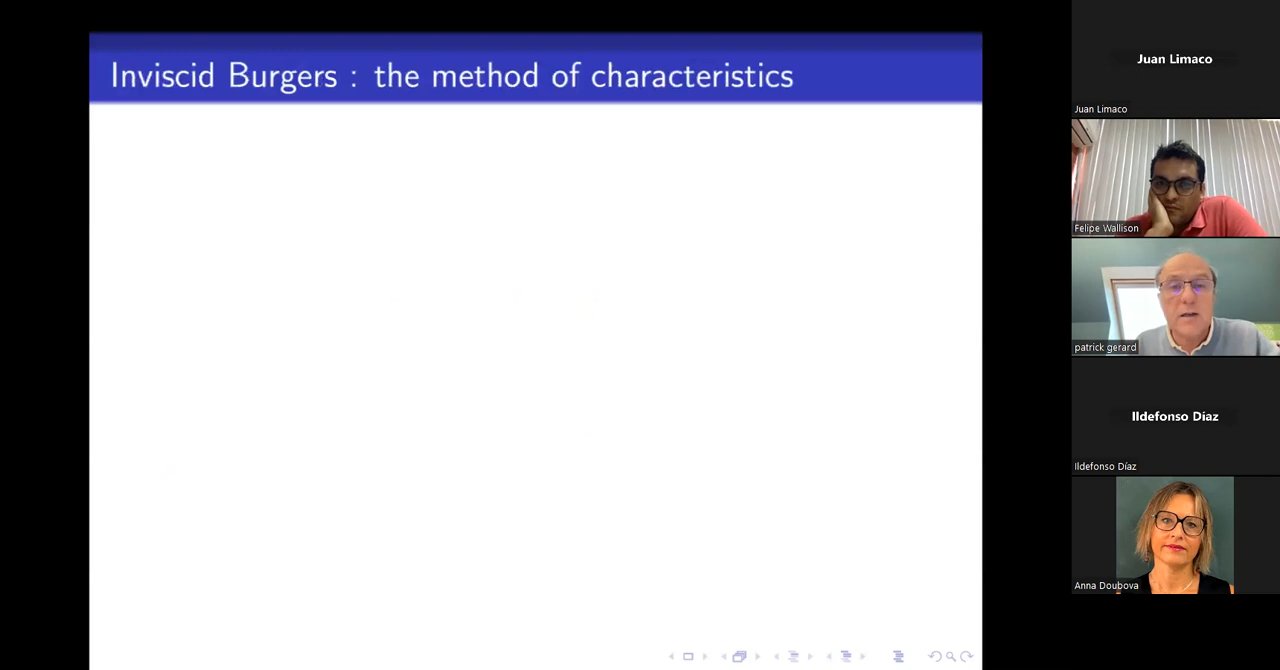 Inviscid Burgers : the method of characteristics
Juan Limaco
Juan Limaco
Felipe Wallison
patrick gerard
Ildefonso Díaz
Ildefonso Díaz
Anna Doubova